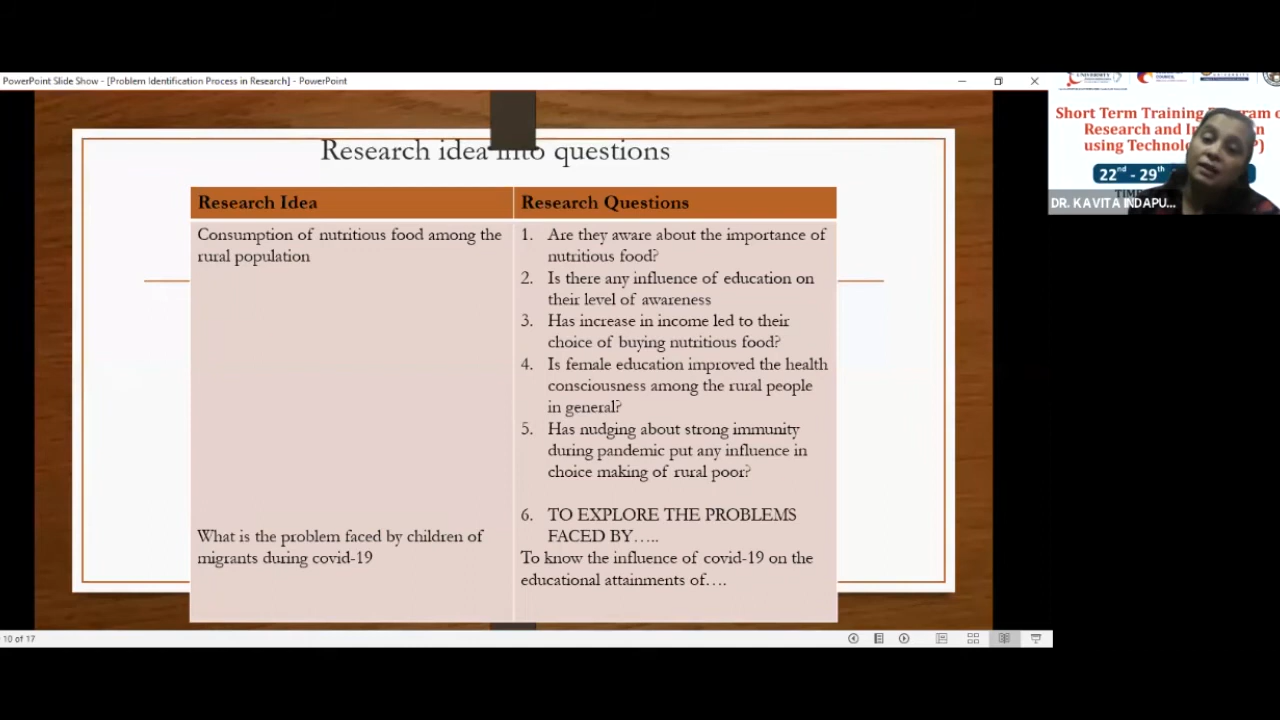 PowerPoint Slide Show - [Problem Identification Process in Research] - PowerPoint
Research idea into questions
Research Idea
Consumption of nutritious food among the
rural population
What is the problem faced by children of
migrants during covid-19
Research Questions
1. Are they aware about the importance of
nutritious food?
2. Is there any influence of education on
their level of awareness
3. Has increase in income led to their
choice of buying nutritious food?
4. Is female education improved the health
consciousness among the rural people
in general?
5. Has nudging about strong immunity
during pandemic put any influence in
choice making of rural poor?
6. TO EXPLORE THE PROBLEMS
FACED BY…..
To know the influence of covid-19 on the
educational attainments of….
10 of 17
UNIVERSITY
Short Term Training
Research and
using
22nd - 29th
DR. KAVITA INDAPU...